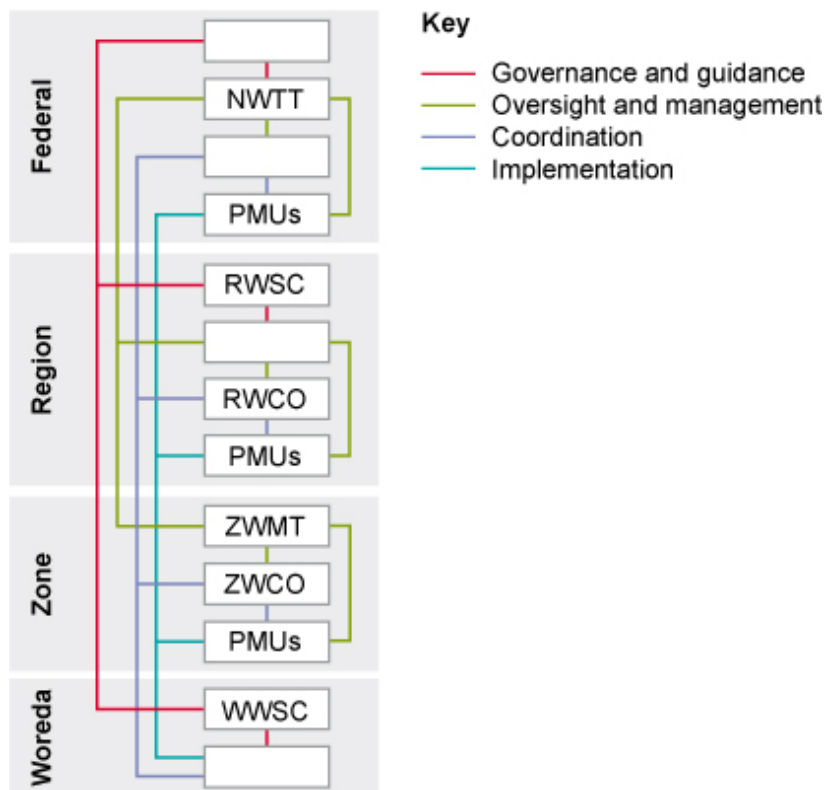 Federal
NWTT
PMUs
Region
RWSC
RWCO
PMUs
Zone
ZWMT
ZWCO
PMUs
Woreda
WWSC
Key
Governance and guidance
Oversight and management
Coordination
Implementation